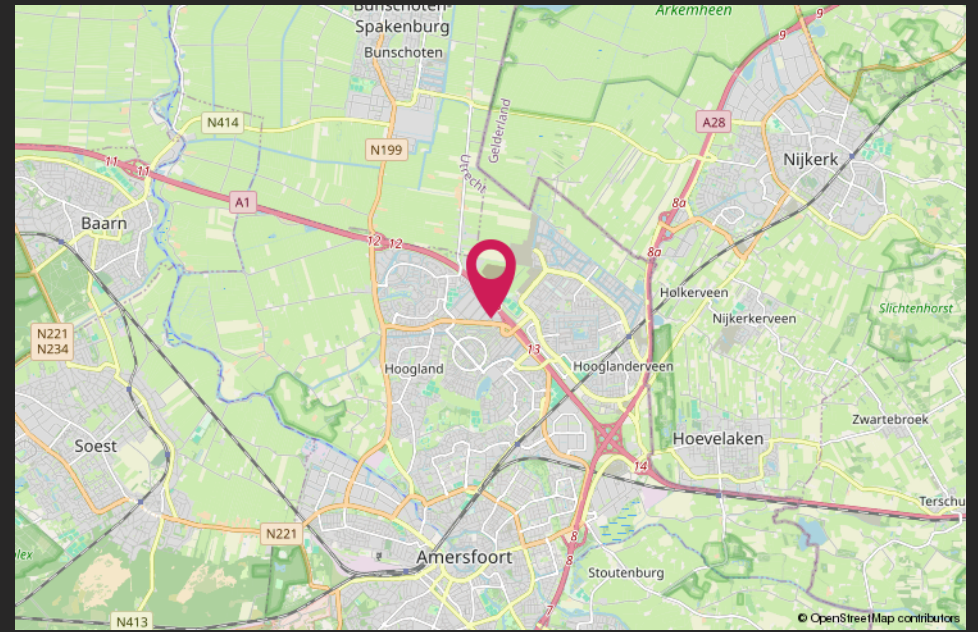 Bunschoten-
Spakenburg
Arkemheen
9
9
Bunschoten
N414
A28
Gelderland
N199
Utrecht
Nijkerk
11
11
A1
8a
Baarn
12
12
8a
Holkerveen
Slichtenhorst
Nijkerkerveen
N221
N234
13
Hoogland
Hooglanderveen
Zwartebroek
Soest
Hoevelaken
14
Terschu
N221
8
plex
Amersfoort
8
Stoutenburg
7
N413
© OpenStreetMap contributors